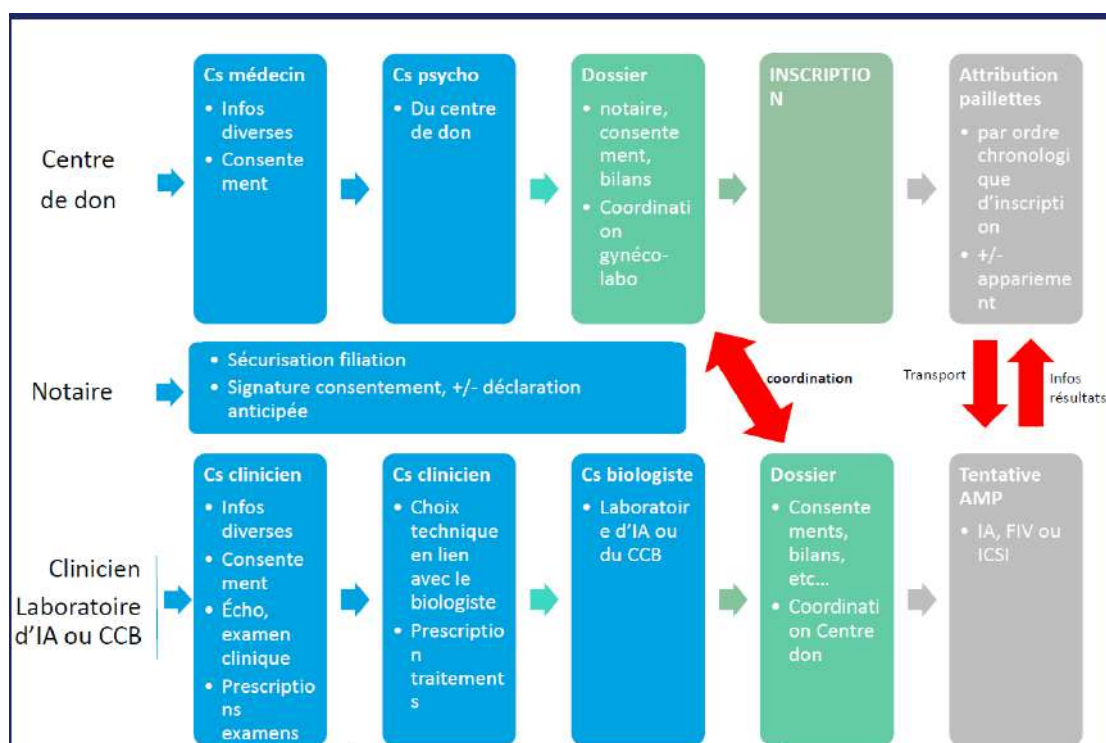 Centre
de don
Cs médecin
• Infos
diverses
• Consente
ment
Cs psycho
• Du centre
de don
Dossier
• notaire,
consente
ment,
bilans
• Coordinati
on
gynéco-
labo
INSCRIPTIO
N
Attribution
paillettes
• par ordre
chronologi
que
d'inscripti
on
• +/-
apparieme
nt
Notaire
• Sécurisation filiation
• Signature consentement, +/- déclaration
anticipée
coordination
Transport
Infos
résultats
Clinicien
Laboratoire
d'IA ou CCB
Cs clinicien
• Infos
diverses
• Consente
ment
• Écho,
examen
clinique
• Prescriptio
ns
examens
Cs clinicien
• Choix
technique
en lien
avec le
biologiste
• Prescriptio
n
traitement
s
Cs biologiste
• Laboratoir
e d'IA ou
du CCB
Dossier
• Consente
ments,
bilans,
etc...
• Coordinati
on Centre
don
Tentative
AMP
• IA, FIV ou
ICSI